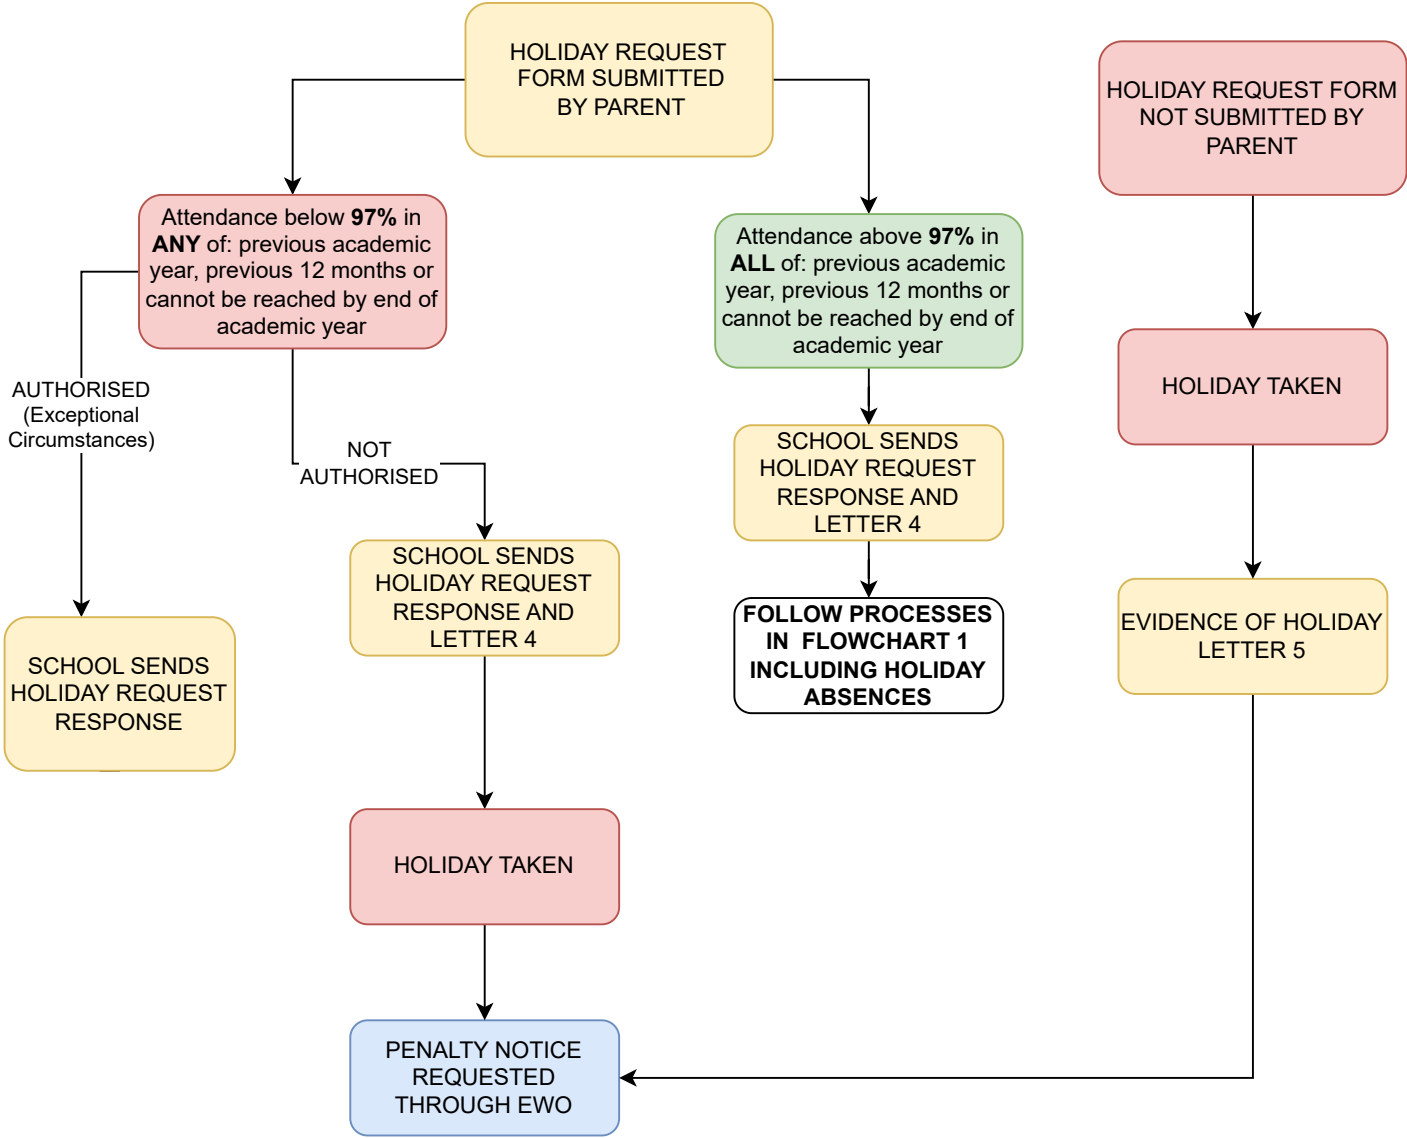 HOLIDAY REQUEST
FORM SUBMITTED
BY PARENT
HOLIDAY REQUEST FORM
NOT SUBMITTED BY
PARENT
Attendance below 97% in
ANY of: previous academic
year, previous 12 months or
cannot be reached by end of
academic year
Attendance above 97% in
ALL of: previous academic
year, previous 12 months or
cannot be reached by end of
academic year
HOLIDAY TAKEN
AUTHORISED
(Exceptional
Circumstances)
NOT
AUTHORISED
SCHOOL SENDS
HOLIDAY REQUEST
RESPONSE AND
LETTER 4
SCHOOL SENDS
HOLIDAY REQUEST
RESPONSE AND
LETTER 4
FOLLOW PROCESSES
IN FLOWCHART 1
INCLUDING HOLIDAY
ABSENCES
EVIDENCE OF HOLIDAY
LETTER 5
SCHOOL SENDS
HOLIDAY REQUEST
RESPONSE
HOLIDAY TAKEN
PENALTY NOTICE
REQUESTED
THROUGH EWO